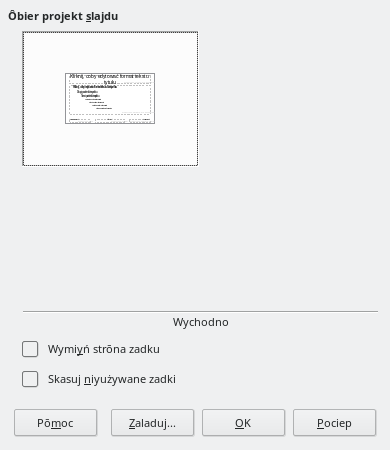 Ôbier projekt slajdu
Kliknij, coby edytować format tekstu
tytułu
Wychodno
Wymiyń strōna zadku
Skasuj niyużywane zadki
Pōmoc
Zaladuj...
OK
Pociep